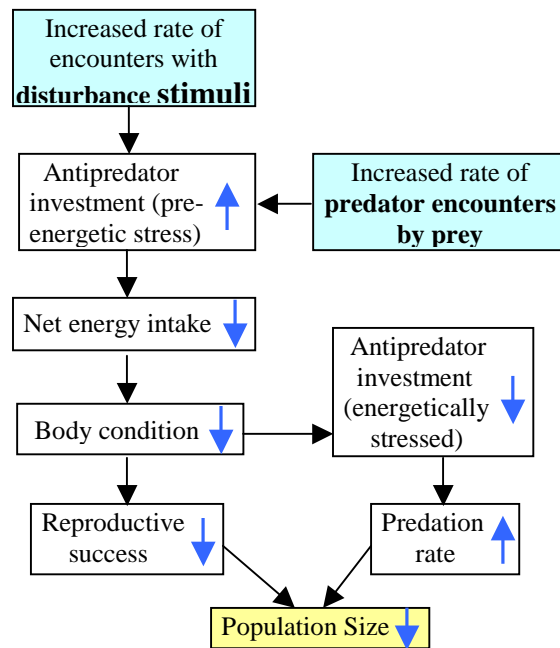 Increased rate of
encounters with
disturbance stimuli
Antipredator
investment (pre-
energetic stress)
Increased rate of
predator encounters
by prey
Net energy intake
Antipredator
investment
(energetically
stressed)
Body condition
Reproductive
success
Predation
rate
Population Size